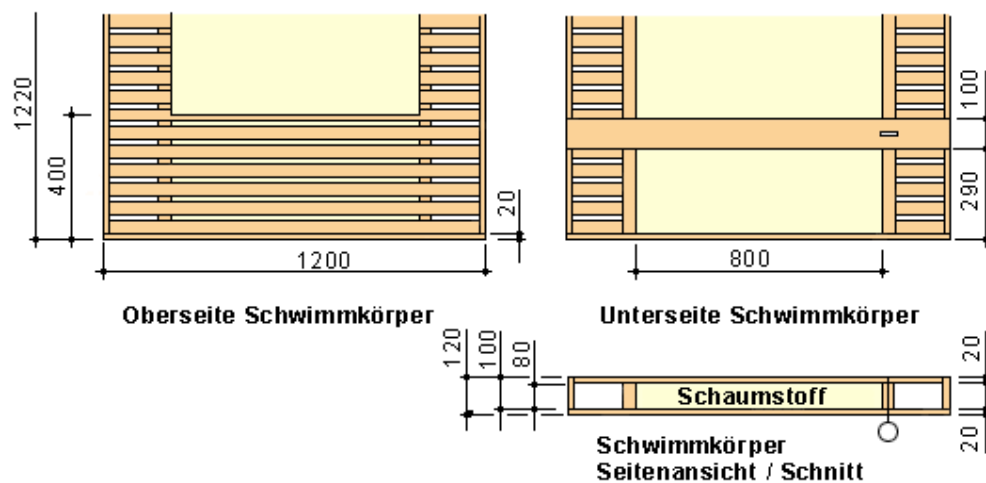 1220
400
20
1200
100
290
800
Oberseite Schwimmkörper
Unterseite Schwimmkörper
120
100
80
20
Schaumstoff
20
Schwimmkörper
Seitenansicht / Schnitt